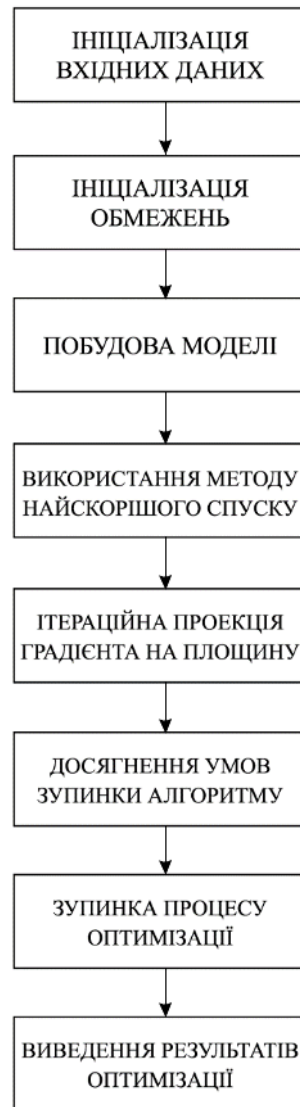 ІНІЦІАЛІЗАЦІЯ
ВХІДНИХ ДАНИХ
ІНІЦІАЛІЗАЦІЯ
ОБМЕЖЕНЬ
ПОБУДОВА МОДЕЛІ
ВИКОРИСТАННЯ МЕТОДУ
НАЙСКОРІШОГО СПУСКУ
ІТЕРАЦІЙНА ПРОЕКЦІЯ
ГРАДІЄНТА НА ПЛОЩИНУ
ДОСЯГНЕННЯ УМОВ
ЗУПИНКИ АЛГОРИТМУ
ЗУПИНКА ПРОЦЕСУ
ОПТИМІЗАЦІЇ
ВИВЕДЕННЯ РЕЗУЛЬТАТІВ
ОПТИМІЗАЦІЇ